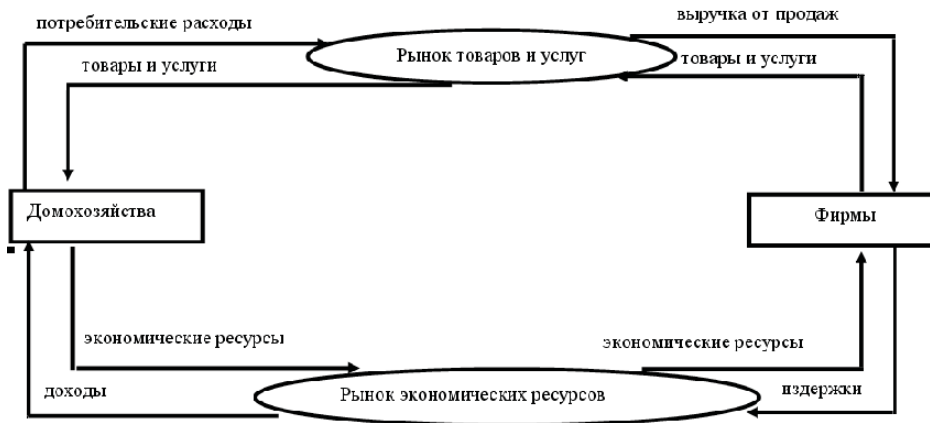 потребительские расходы
выручка от продаж
Рынок товаров и услуг
товары и услуги
товары и услуги
Домохозяйства
Фирмы
экономические ресурсы
экономические ресурсы
доходы
Рынок экономических ресурсов
издержки